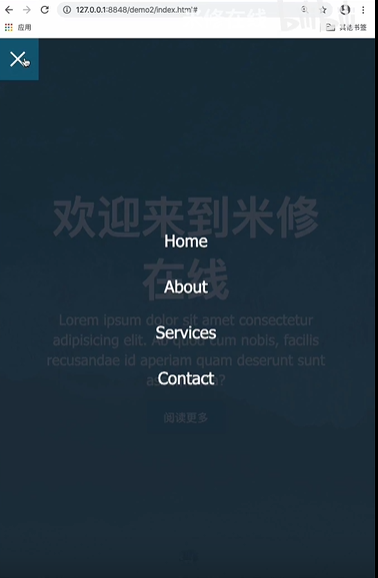 127.0.0.1:8848/demo2/index.html#
应用
其他书签
欢迎来到米修
Home
About
在线
Lorem ipsum dolor sit amet consectetur
adipisicing elit. Ab quod cum nobis, facilis
Services
recusandae id aperiam quam deserunt sunt
Contact
阅读更多